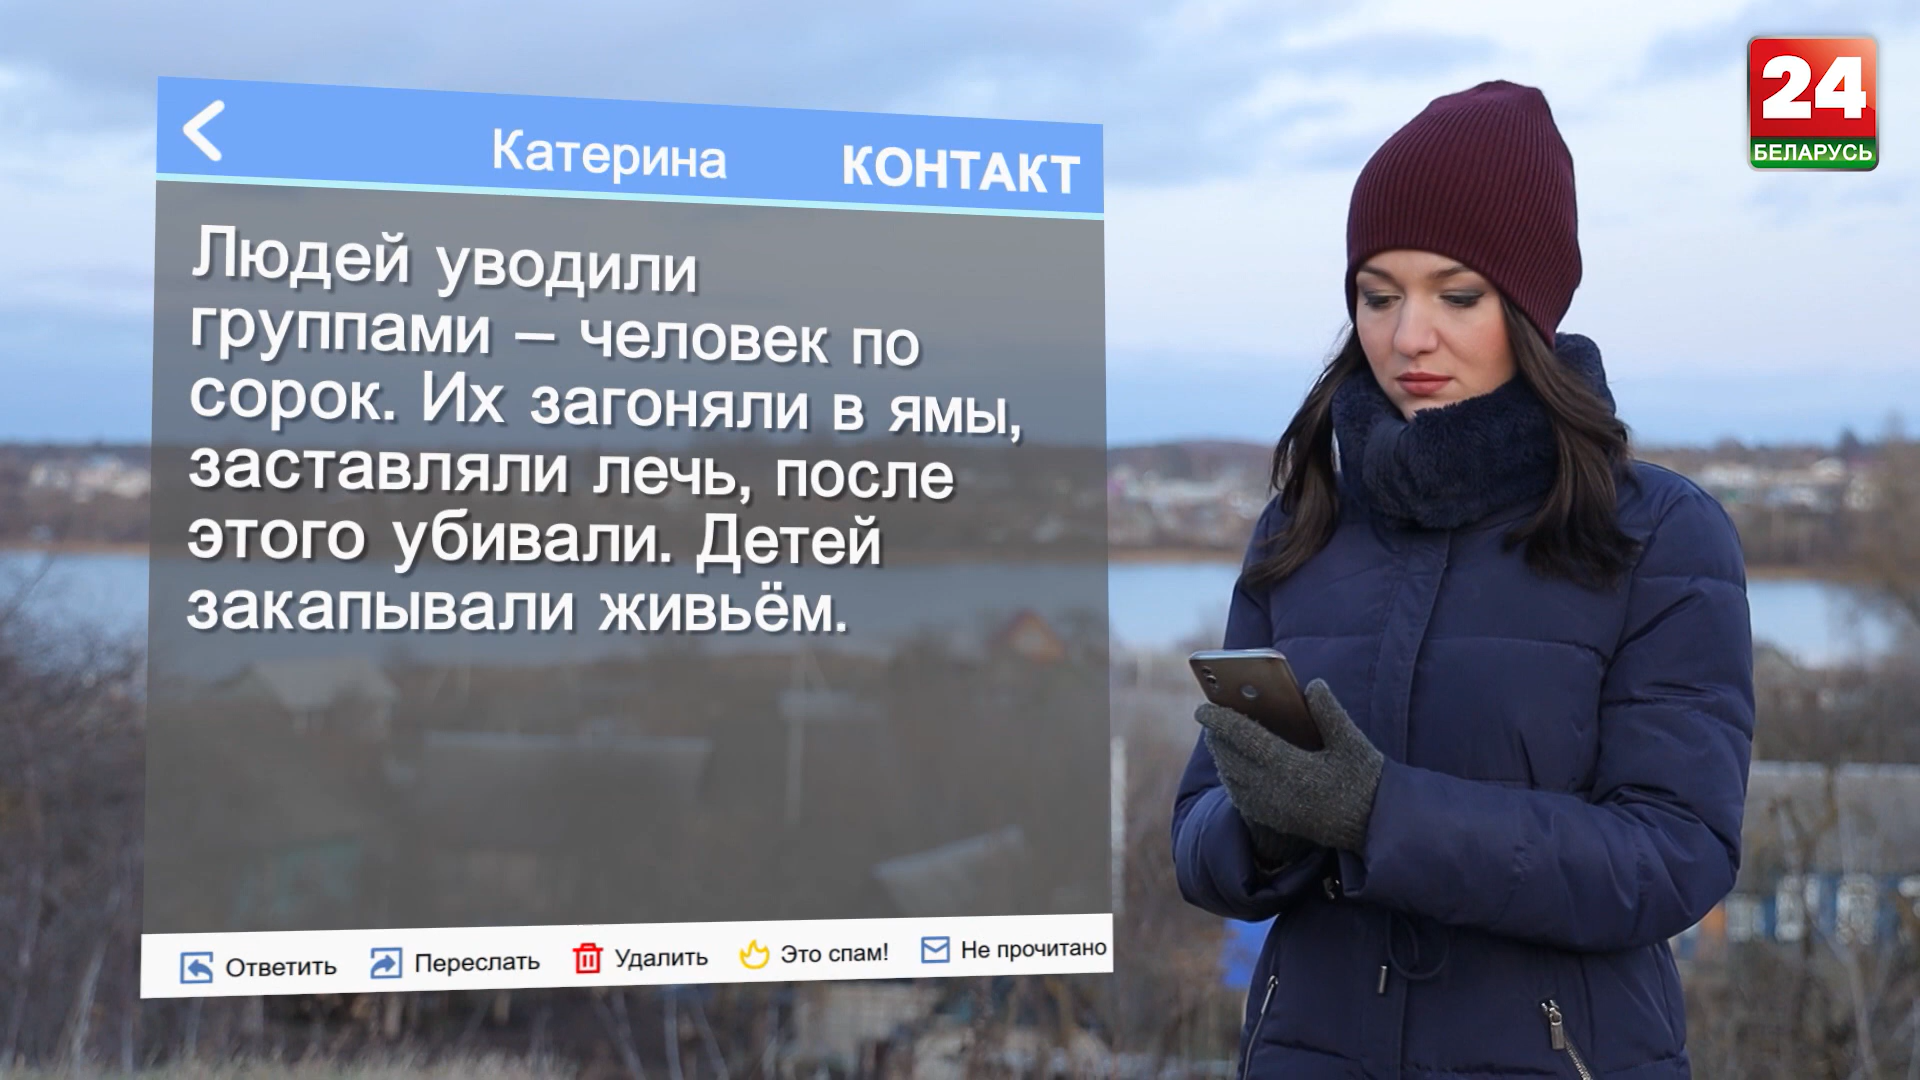 24
БЕЛАРУСЬ
Катерина
КОНТАКТ
Людей уводили
группами – человек по
сорок. Их загоняли в ямы,
заставляли лечь, после
этого убивали. Детей
закапывали живьём.
Ответить
Переслать
Удалить
Это спам!
Не прочитано